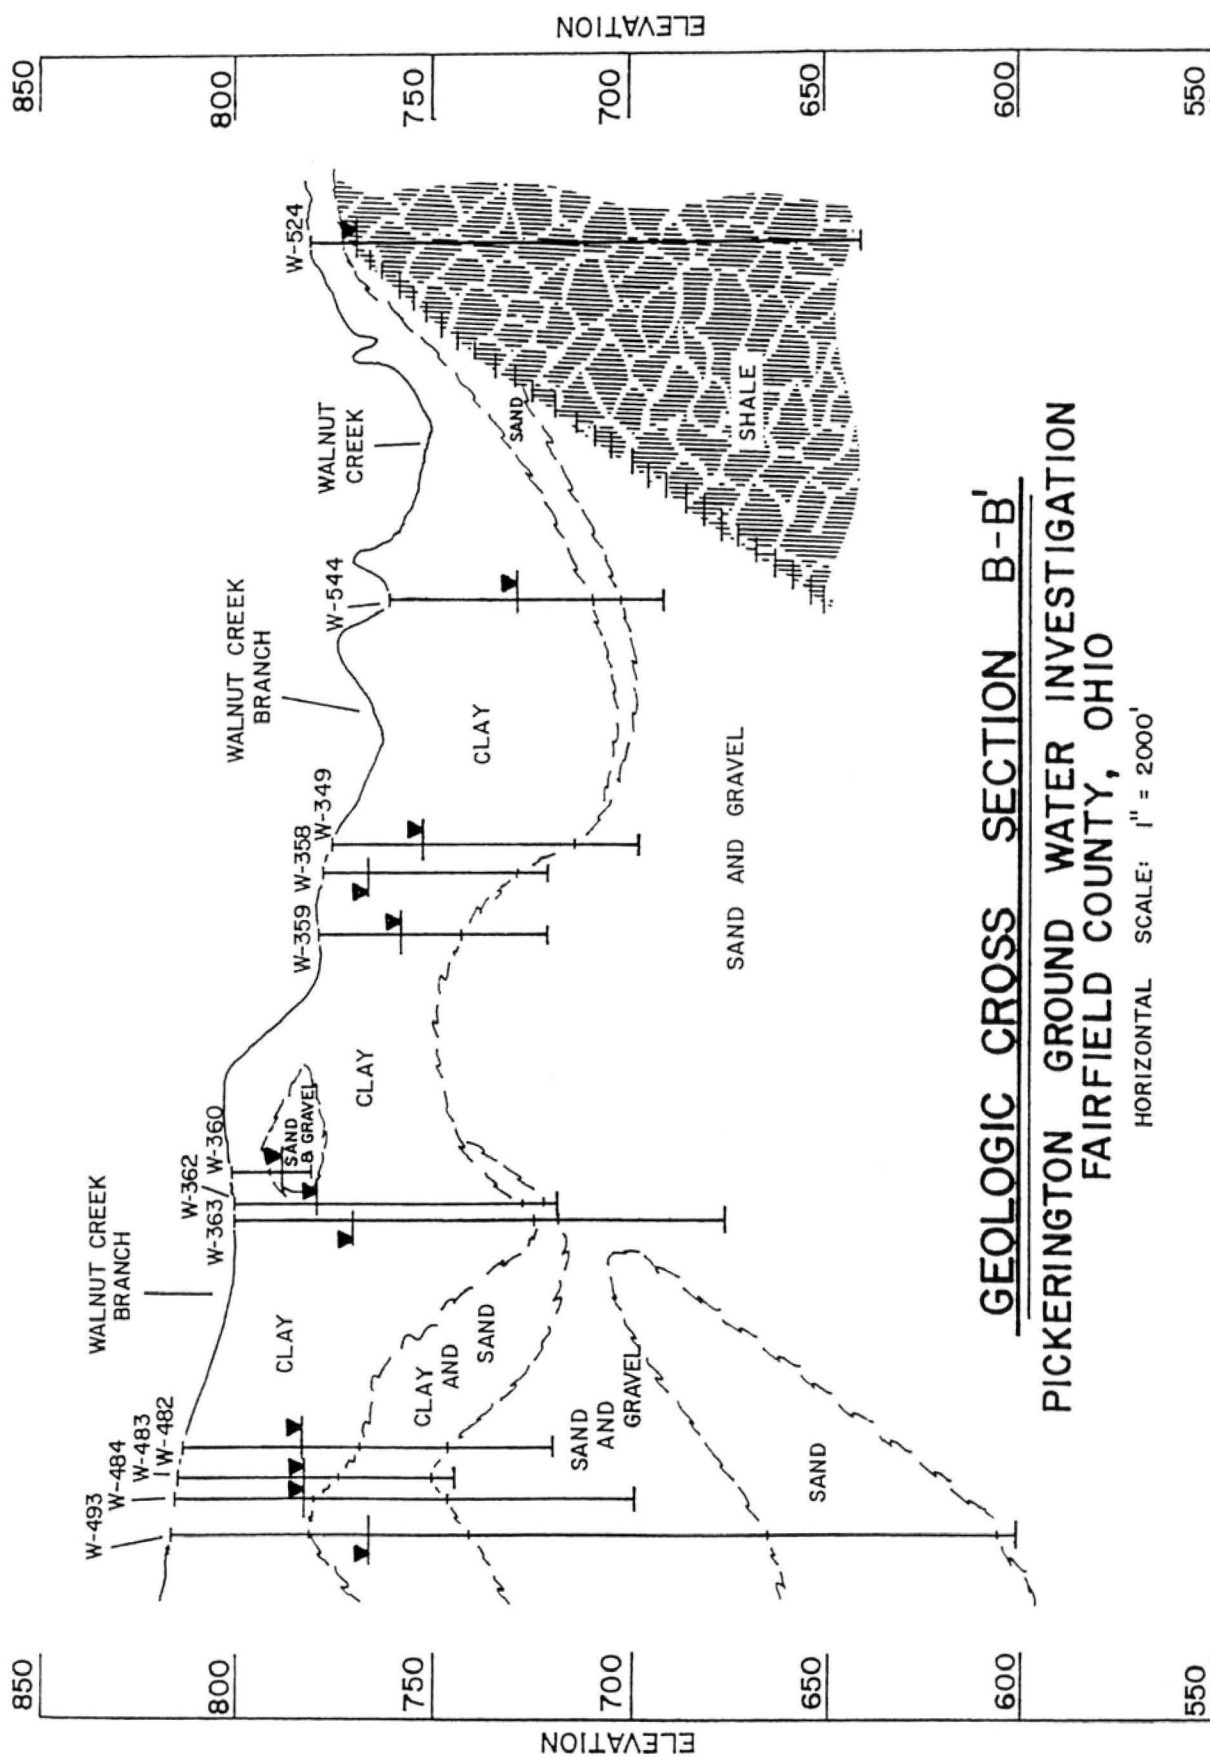 ELEVATION
850
800
750
700
650
600
550
W-493
W-484
W-483
W-482
WALNUT CREEK
BRANCH
W-363
W-362
W-360
W-359
W-358
W-349
WALNUT CREEK
BRANCH
W-544
WALNUT
CREEK
W-524
CLAY
CLAY
AND
SAND
SAND
AND
GRAVEL
SAND
SAND
& GRAVEL
CLAY
CLAY
SAND AND GRAVEL
SAND
SHALE
850
800
750
700
650
600
550
ELEVATION
GEOLOGIC CROSS SECTION B-B'
PICKERINGTON GROUND WATER INVESTIGATION
FAIRFIELD COUNTY, OHIO
HORIZONTAL SCALE: 1" = 2000'